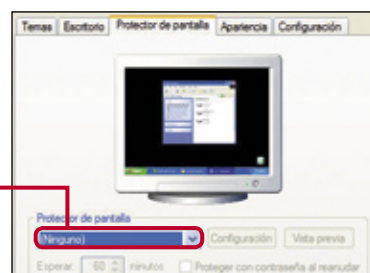 Temas Escritorio Protector de pantalla Apariencia Configuración
Protector de pantalla
(Ninguno) Configuración Vista previa
Esperar: 60 minutos Proteger con contraseña al reanudar